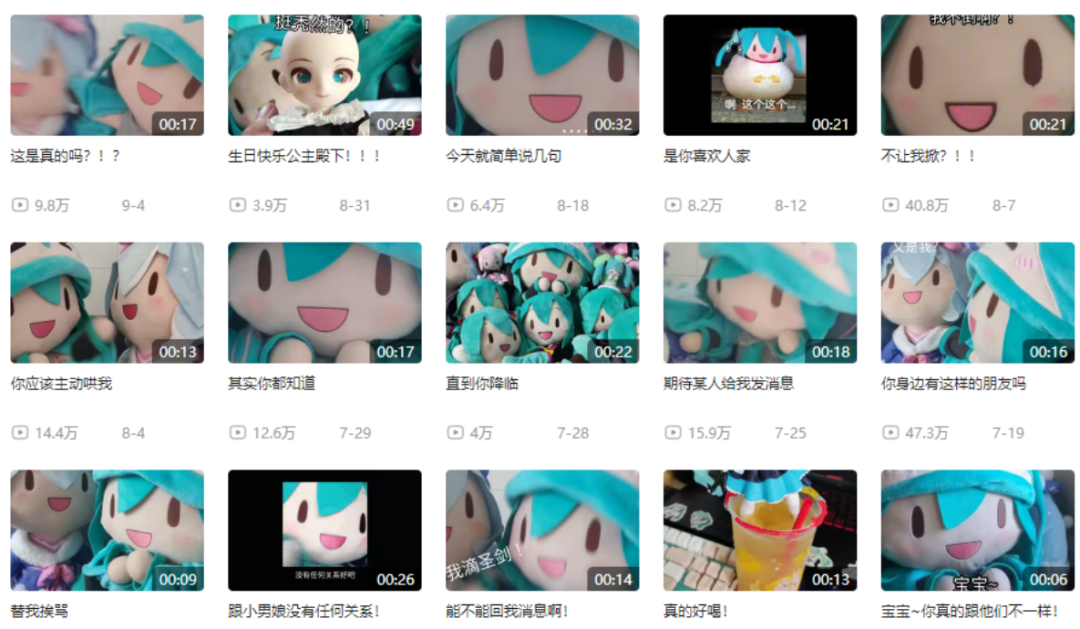 挺秃然的？！
我不倒啊？！
啊 这个这个...
00:17
00:49
00:32
00:21
00:21
这是真的吗？！？
生日快乐公主殿下！！！
今天就简单说几句
是你喜欢人家
不让我掀？！！
9.8万 9-4
3.9万 8-31
6.4万 8-18
8.2万 8-12
40.8万 8-7
又是我？
00:13
00:17
00:22
00:18
00:16
你应该主动哄我
其实你都知道
直到你降临
期待某人给我发消息
你身边有这样的朋友吗
14.4万 8-4
12.6万 7-29
4万 7-28
15.9万 7-25
47.3万 7-19
我滴圣剑！
没有任何关系好吧
宝宝~
00:09
00:26
00:14
00:13
00:06
替我挨骂
跟小男娘没有任何关系！
能不能回我消息啊！
真的好喝！
宝宝~你真的跟他们不一样！